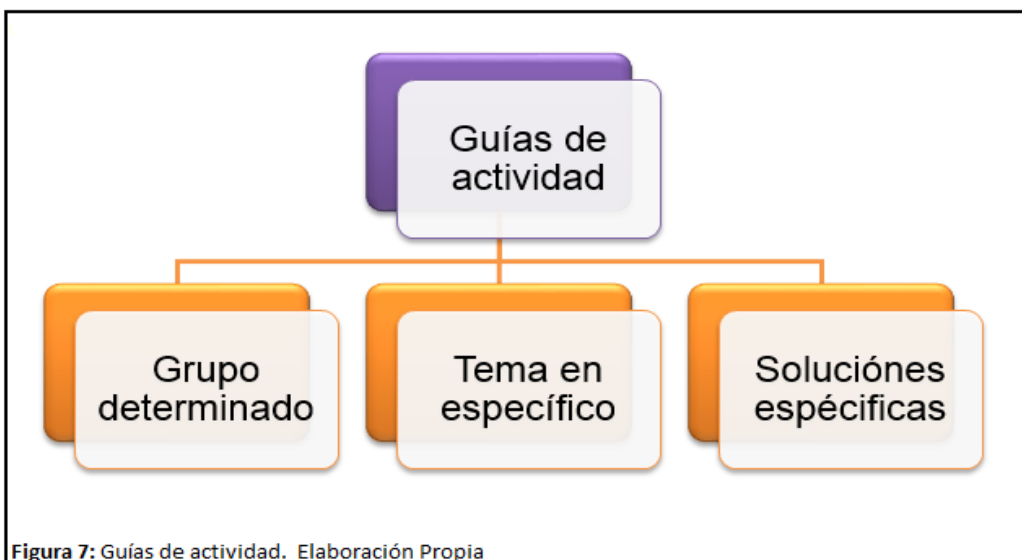 Guías de
actividad
Grupo
determinado
Tema en
específico
Soluciónes
espécificas
Figura 7: Guías de actividad.  Elaboración Propia